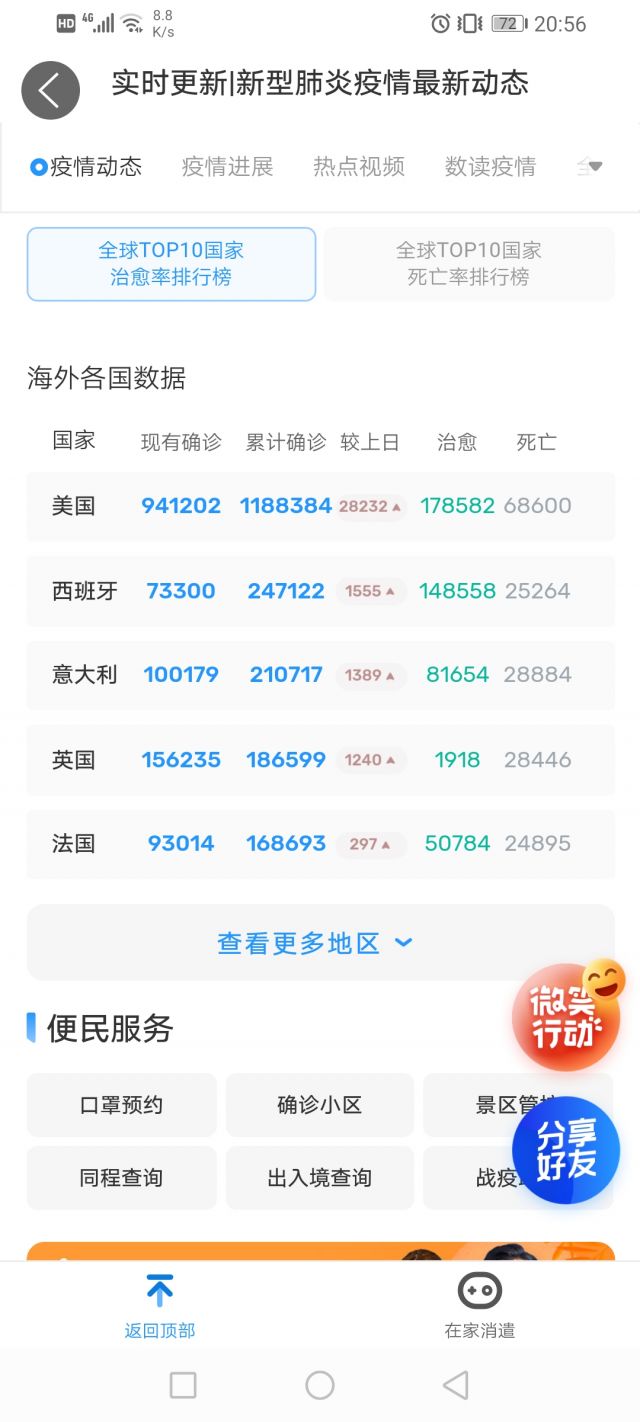 HD 4G 8.8 K/s 72 20:56
实时更新|新型肺炎疫情最新动态
疫情动态 疫情进展 热点视频 数读疫情
全球TOP10国家
治愈率排行榜
全球TOP10国家
死亡率排行榜
海外各国数据
国家 现有确诊 累计确诊 较上日 治愈 死亡
美国 941202 1188384 28232 178582 68600
西班牙 73300 247122 1555 148558 25264
意大利 100179 210717 1389 81654 28884
英国 156235 186599 1240 1918 28446
法国 93014 168693 297 50784 24895
查看更多地区
微笑
行动
便民服务
口罩预约 确诊小区 景区管
分享
好友
同程查询 出入境查询 战疫
返回顶部 在家消遣